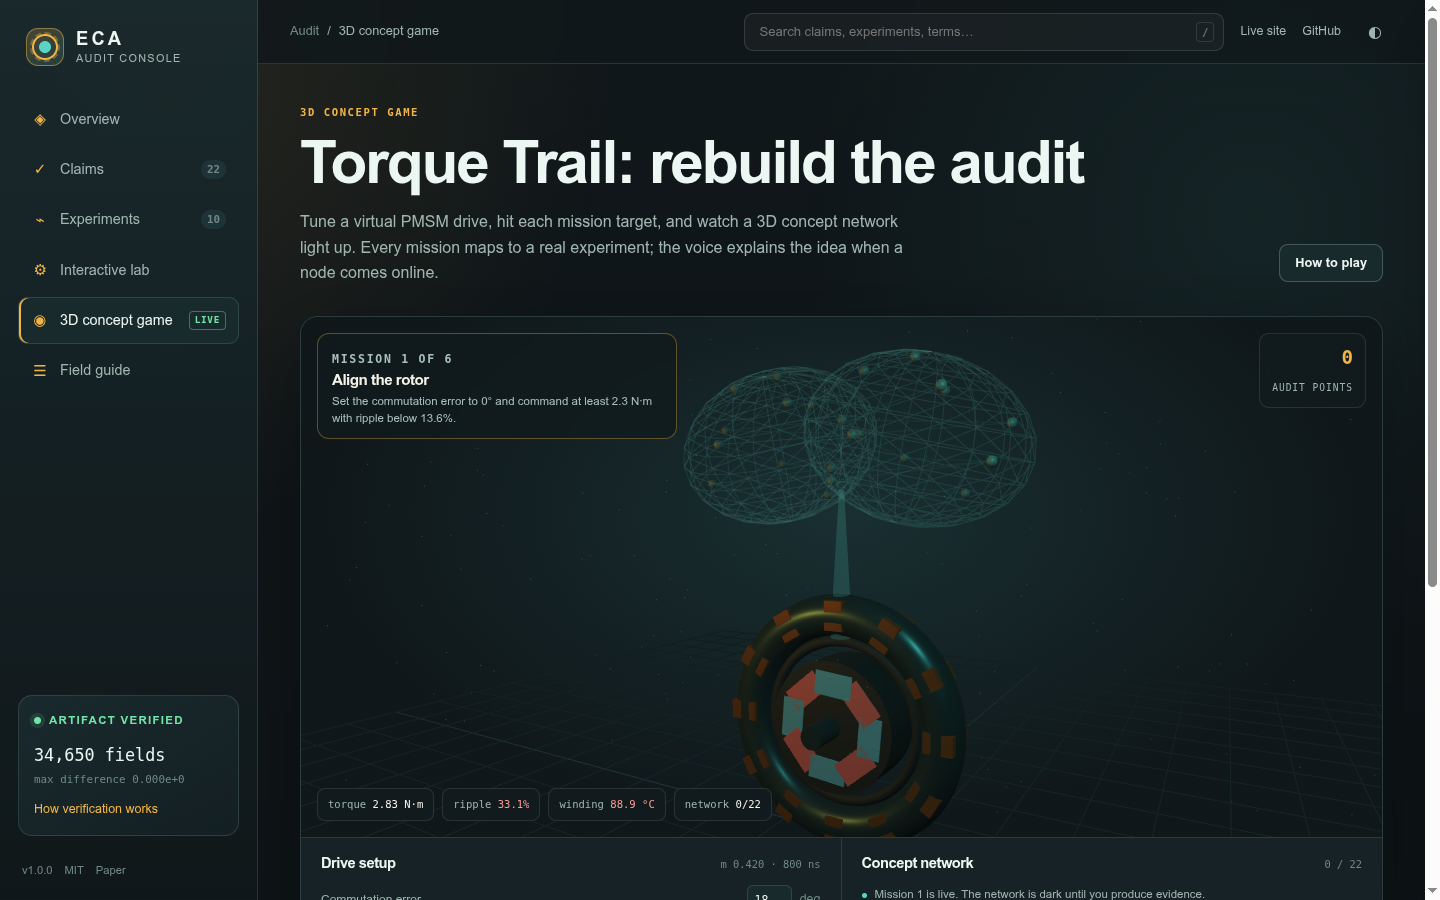 ECA
AUDIT CONSOLE
Overview
Claims 22
Experiments 10
Interactive lab
3D concept game LIVE
Field guide
ARTIFACT VERIFIED
34,650 fields
max difference 0.000e+0
How verification works
v1.0.0 MIT Paper
Audit / 3D concept game
Search claims, experiments, terms… /
Live site GitHub
3D CONCEPT GAME
Torque Trail: rebuild the audit
Tune a virtual PMSM drive, hit each mission target, and watch a 3D concept network
light up. Every mission maps to a real experiment; the voice explains the idea when a
node comes online.
How to play
MISSION 1 OF 6
Align the rotor
Set the commutation error to 0° and command at least 2.3 N·m
with ripple below 13.6%.
0
AUDIT POINTS
torque 2.83 N·m ripple 33.1% winding 88.9 °C network 0/22
Drive setup m 0.420 · 800 ns
Commutation error 18 deg
Concept network 0 / 22
Mission 1 is live. The network is dark until you produce evidence.